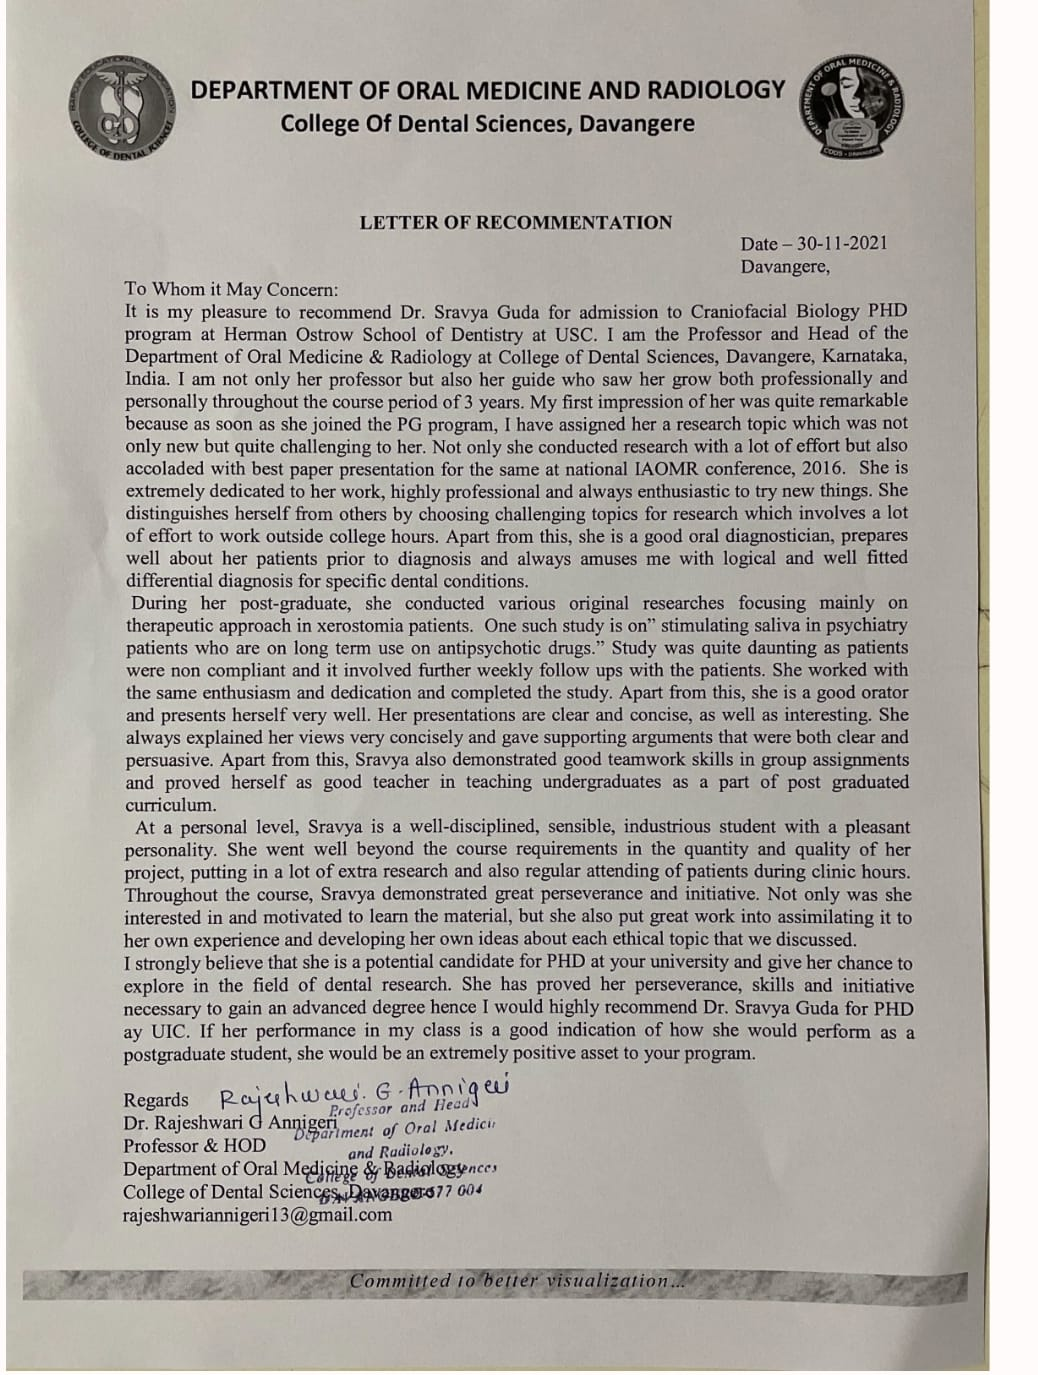 DEPARTMENT OF ORAL MEDICINE AND RADIOLOGY
College Of Dental Sciences, Davangere
LETTER OF RECOMMENTATION
Date – 30-11-2021
Davangere,
To Whom it May Concern:
It is my pleasure to recommend Dr. Sravya Guda for admission to Craniofacial Biology PHD
program at Herman Ostrow School of Dentistry at USC. I am the Professor and Head of the
Department of Oral Medicine & Radiology at College of Dental Sciences, Davangere, Karnataka,
India. I am not only her professor but also her guide who saw her grow both professionally and
personally throughout the course period of 3 years. My first impression of her was quite remarkable
because as soon as she joined the PG program, I have assigned her a research topic which was not
only new but quite challenging to her. Not only she conducted research with a lot of effort but also
accoladed with best paper presentation for the same at national IAOMR conference, 2016. She is
extremely dedicated to her work, highly professional and always enthusiastic to try new things. She
distinguishes herself from others by choosing challenging topics for research which involves a lot
of effort to work outside college hours. Apart from this, she is a good oral diagnostician, prepares
well about her patients prior to diagnosis and always amuses me with logical and well fitted
differential diagnosis for specific dental conditions.
During her post-graduate, she conducted various original researches focusing mainly on
therapeutic approach in xerostomia patients. One such study is on” stimulating saliva in psychiatry
patients who are on long term use on antipsychotic drugs.” Study was quite daunting as patients
were non compliant and it involved further weekly follow ups with the patients. She worked with
the same enthusiasm and dedication and completed the study. Apart from this, she is a good orator
and presents herself very well. Her presentations are clear and concise, as well as interesting. She
always explained her views very concisely and gave supporting arguments that were both clear and
persuasive. Apart from this, Sravya also demonstrated good teamwork skills in group assignments
and proved herself as good teacher in teaching undergraduates as a part of post graduated
curriculum.
At a personal level, Sravya is a well-disciplined, sensible, industrious student with a pleasant
personality. She went well beyond the course requirements in the quantity and quality of her
project, putting in a lot of extra research and also regular attending of patients during clinic hours.
Throughout the course, Sravya demonstrated great perseverance and initiative. Not only was she
interested in and motivated to learn the material, but she also put great work into assimilating it to
her own experience and developing her own ideas about each ethical topic that we discussed.
I strongly believe that she is a potential candidate for PHD at your university and give her chance to
explore in the field of dental research. She has proved her perseverance, skills and initiative
necessary to gain an advanced degree hence I would highly recommend Dr. Sravya Guda for PHD
ay UIC. If her performance in my class is a good indication of how she would perform as a
postgraduate student, she would be an extremely positive asset to your program.
Regards Rajeshwari. G. Annigeri
Professor and Head
Dr. Rajeshwari G Annigeri
Department of Oral Medicin
Professor & HOD
and Radiology.
Department of Oral Medicine & Radiology
College of Dental Sciences
College of Dental Sciences, Davangere
577 004
rajeshwariannigeri13@gmail.com
Committed to better visualization...